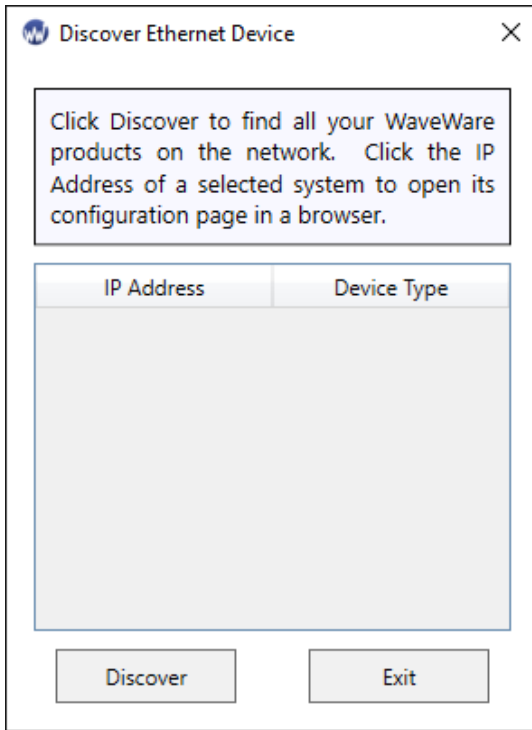 Discover Ethernet Device
Click Discover to find all your WaveWare
products on the network. Click the IP
Address of a selected system to open its
configuration page in a browser.
IP Address Device Type
Discover Exit